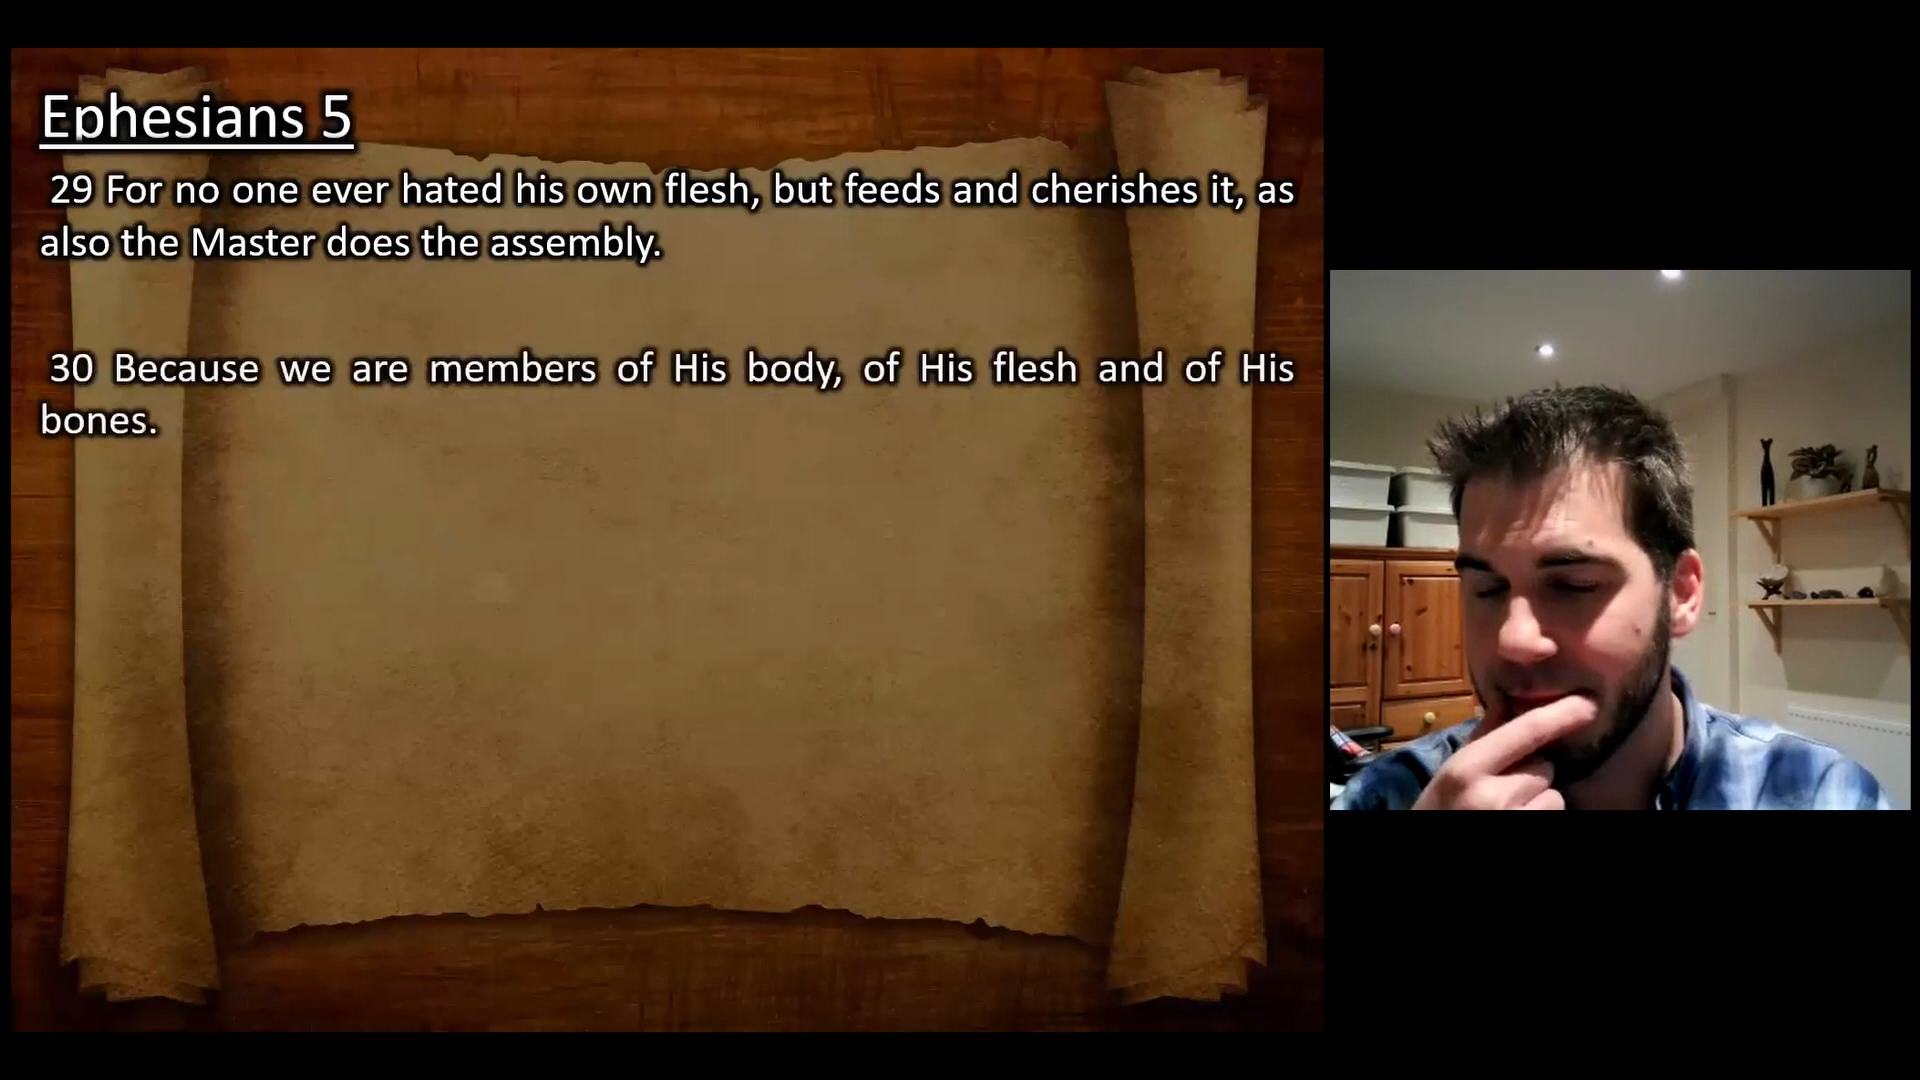 Ephesians 5
29 For no one ever hated his own flesh, but feeds and cherishes it, as
also the Master does the assembly.
30 Because we are members of His body, of His flesh and of His
bones.